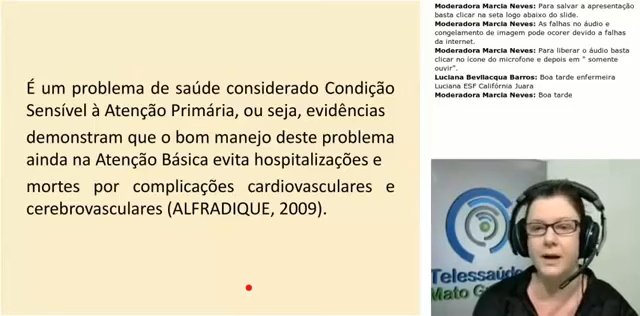 É um problema de saúde considerado Condição
Sensível à Atenção Primária, ou seja, evidências
demonstram que o bom manejo deste problema
ainda na Atenção Básica evita hospitalizações e
mortes por complicações cardiovasculares e
cerebrovasculares (ALFRADIQUE, 2009).
Moderadora Marcia Neves: Para salvar a apresentação
basta clicar na seta logo abaixo do slide.
Moderadora Marcia Neves: As falhas no áudio e
congelamento de imagem pode ocorer devido a falhas
da internet.
Moderadora Marcia Neves: Para liberar o áudio basta
clicar no ícone do microfone e depois em " somente
ouvir".
Luciana Bevilacqua Barros: Boa tarde enfermeira
Luciana ESF Califórnia Juara
Moderadora Marcia Neves: Boa tarde
Telessaúde
Mato G